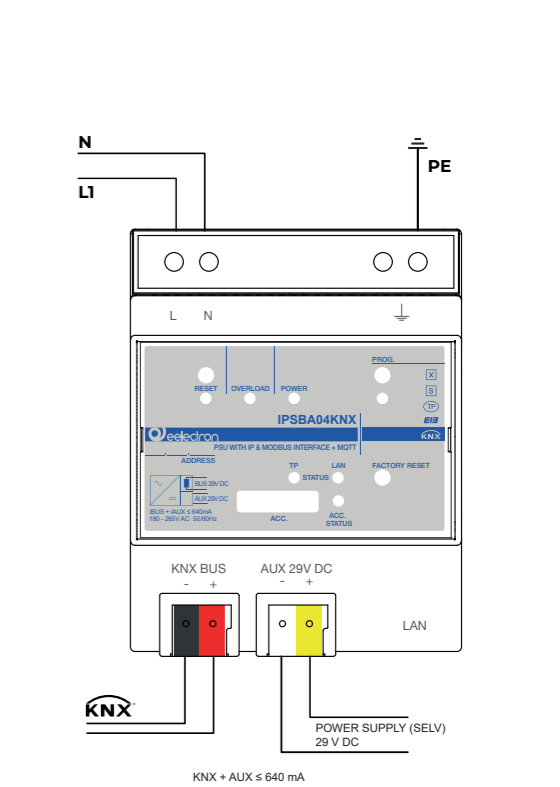 N
PE
L1
L N
PROG.
X
RESET OVERLOAD POWER
S
TP
IPSBA04KNX EIB
eelectron KNX
PSU WITH IP & MODBUS INTERFACE + MQTT
ADDRESS
TP LAN FACTORY RESET
STATUS
BUS 29V DC
AUX 29V DC
iBUS + iAUX ≤ 640mA
180 - 265V AC 50/60Hz
ACC.
ACC.
STATUS
KNX BUS AUX 29V DC
- + - +
LAN
KNX
POWER SUPPLY (SELV)
29 V DC
KNX + AUX ≤ 640 mA